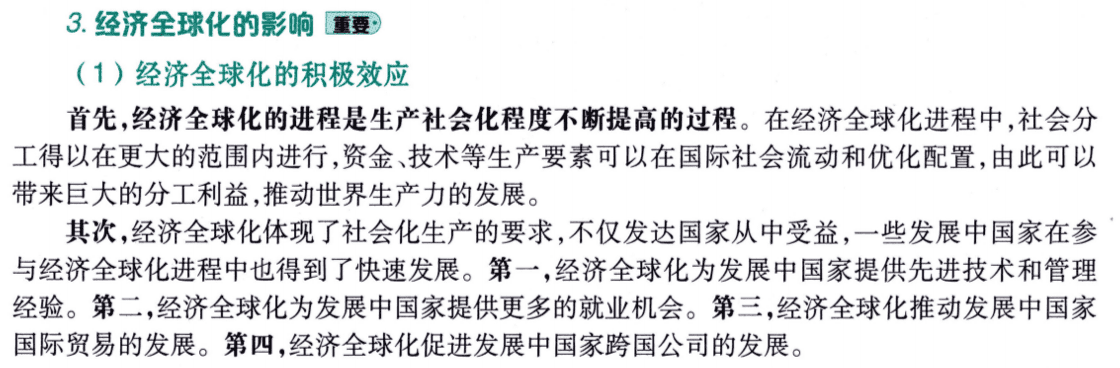 3. 经济全球化的影响 重要
（1）经济全球化的积极效应
首先,经济全球化的进程是生产社会化程度不断提高的过程。在经济全球化进程中,社会分
工得以在更大的范围内进行,资金、技术等生产要素可以在国际社会流动和优化配置,由此可以
带来巨大的分工利益,推动世界生产力的发展。
其次,经济全球化体现了社会化生产的要求,不仅发达国家从中受益,一些发展中国家在参
与经济全球化进程中也得到了快速发展。第一,经济全球化为发展中国家提供先进技术和管理
经验。第二,经济全球化为发展中国家提供更多的就业机会。第三,经济全球化推动发展中国家
国际贸易的发展。第四,经济全球化促进发展中国家跨国公司的发展。